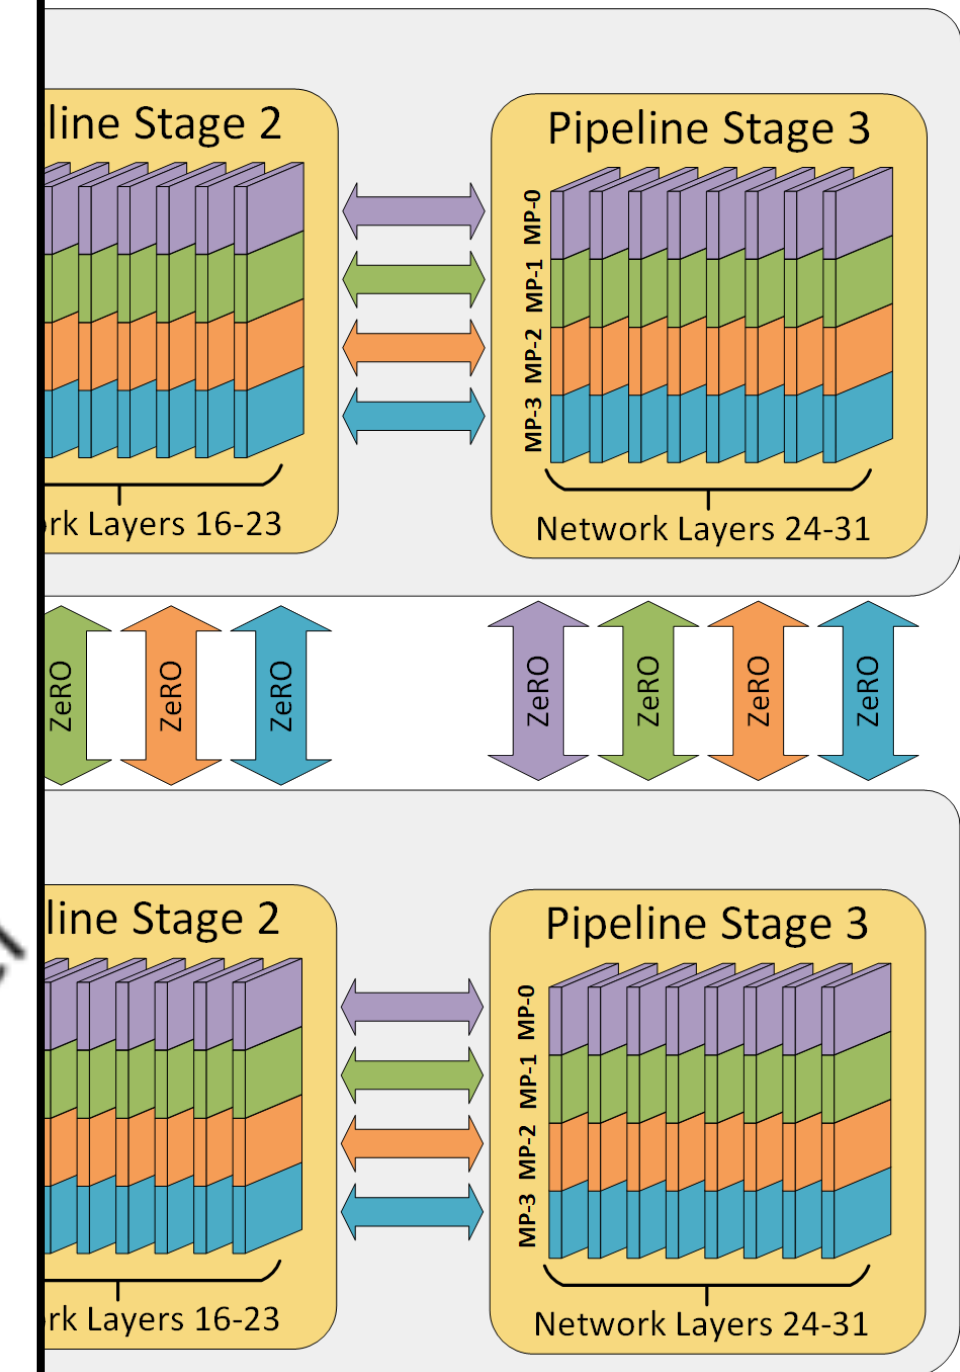 line Stage 2
Pipeline Stage 3
MP-0
MP-1
MP-2
MP-3
rk Layers 16-23
Network Layers 24-31
ZeRO
ZeRO
ZeRO
ZeRO
ZeRO
ZeRO
ZeRO
line Stage 2
Pipeline Stage 3
MP-0
MP-1
MP-2
MP-3
rk Layers 16-23
Network Layers 24-31